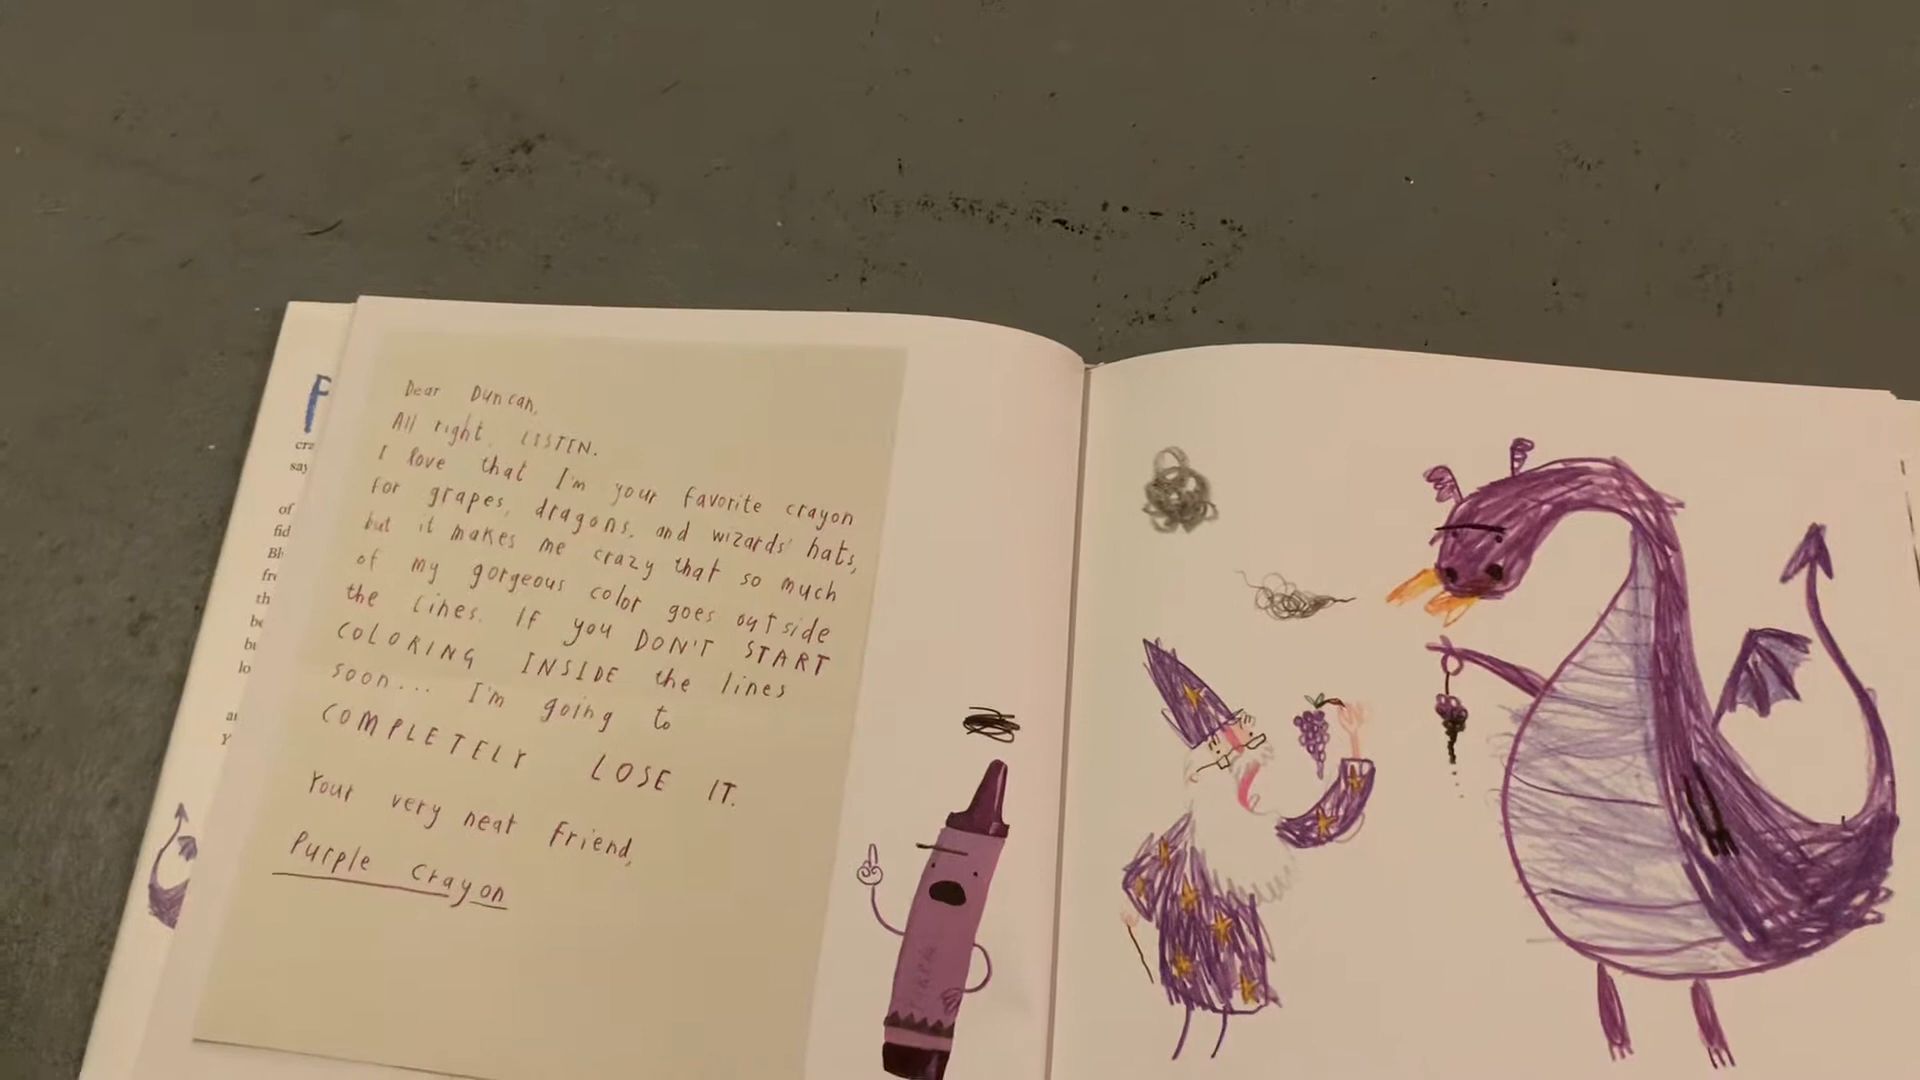 Dear Duncan,
All right, LISTEN.
I love that I'm your favorite crayon
for grapes, dragons, and wizards' hats,
but it makes me crazy that so much
of my gorgeous color goes outside
the lines. If you DON'T START
COLORING INSIDE the lines
soon... I'm going to
COMPLETELY LOSE IT.
Your very neat friend,
Purple Crayon